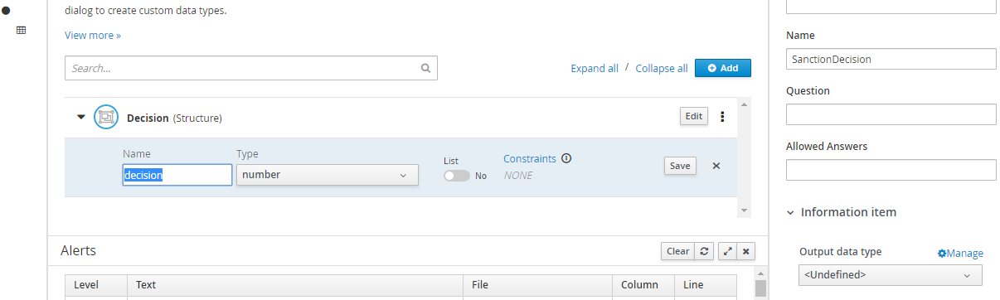 dialog to create custom data types.
View more »
Search...
Expand all / Collapse all
Add
Decision (Structure)
Edit
Name
Type
List
Constraints
decision
number
No
NONE
Save
Alerts
Clear
Level
Text
File
Column
Line
Name
SanctionDecision
Question
Allowed Answers
Information item
Output data type
Manage
<Undefined>